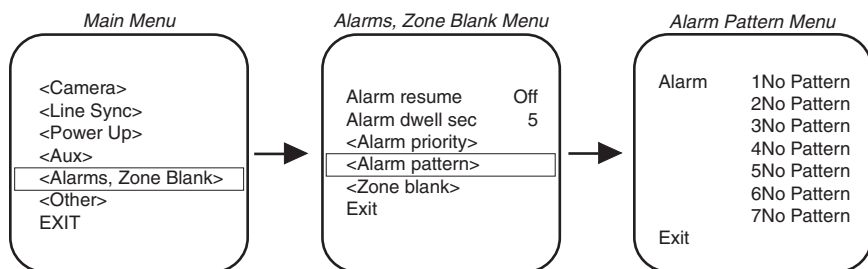 Main Menu
<Camera>
<Line Sync>
<Power Up>
<Aux>
<Alarms, Zone Blank>
<Other>
EXIT
Alarms, Zone Blank Menu
Alarm resume Off
Alarm dwell sec 5
<Alarm priority>
<Alarm pattern>
<Zone blank>
Exit
Alarm Pattern Menu
Alarm 1No Pattern
2No Pattern
3No Pattern
4No Pattern
5No Pattern
6No Pattern
7No Pattern
Exit